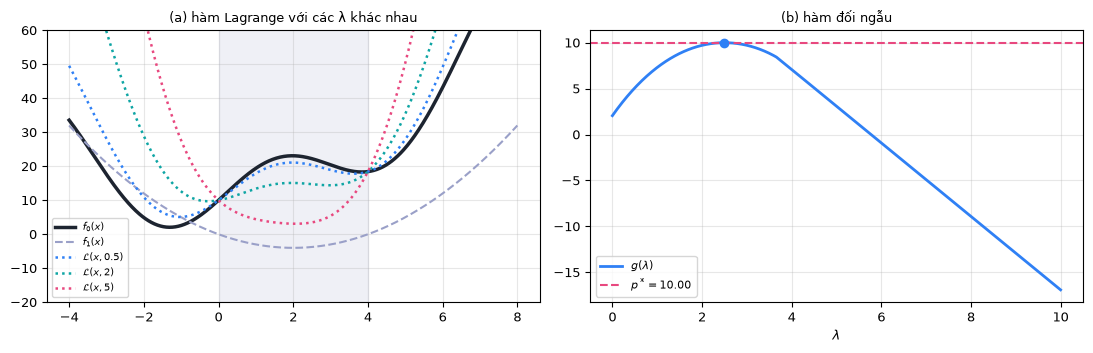 (a) hàm Lagrange với các λ khác nhau
60
50
40
30
20
10
0
−10
−20
−4
−2
0
2
4
6
8
f₀(x)
f₁(x)
ℒ(x, 0.5)
ℒ(x, 2)
ℒ(x, 5)
(b) hàm đối ngẫu
10
5
0
−5
−10
−15
0
2
4
6
8
10
λ
g(λ)
p* = 10.00